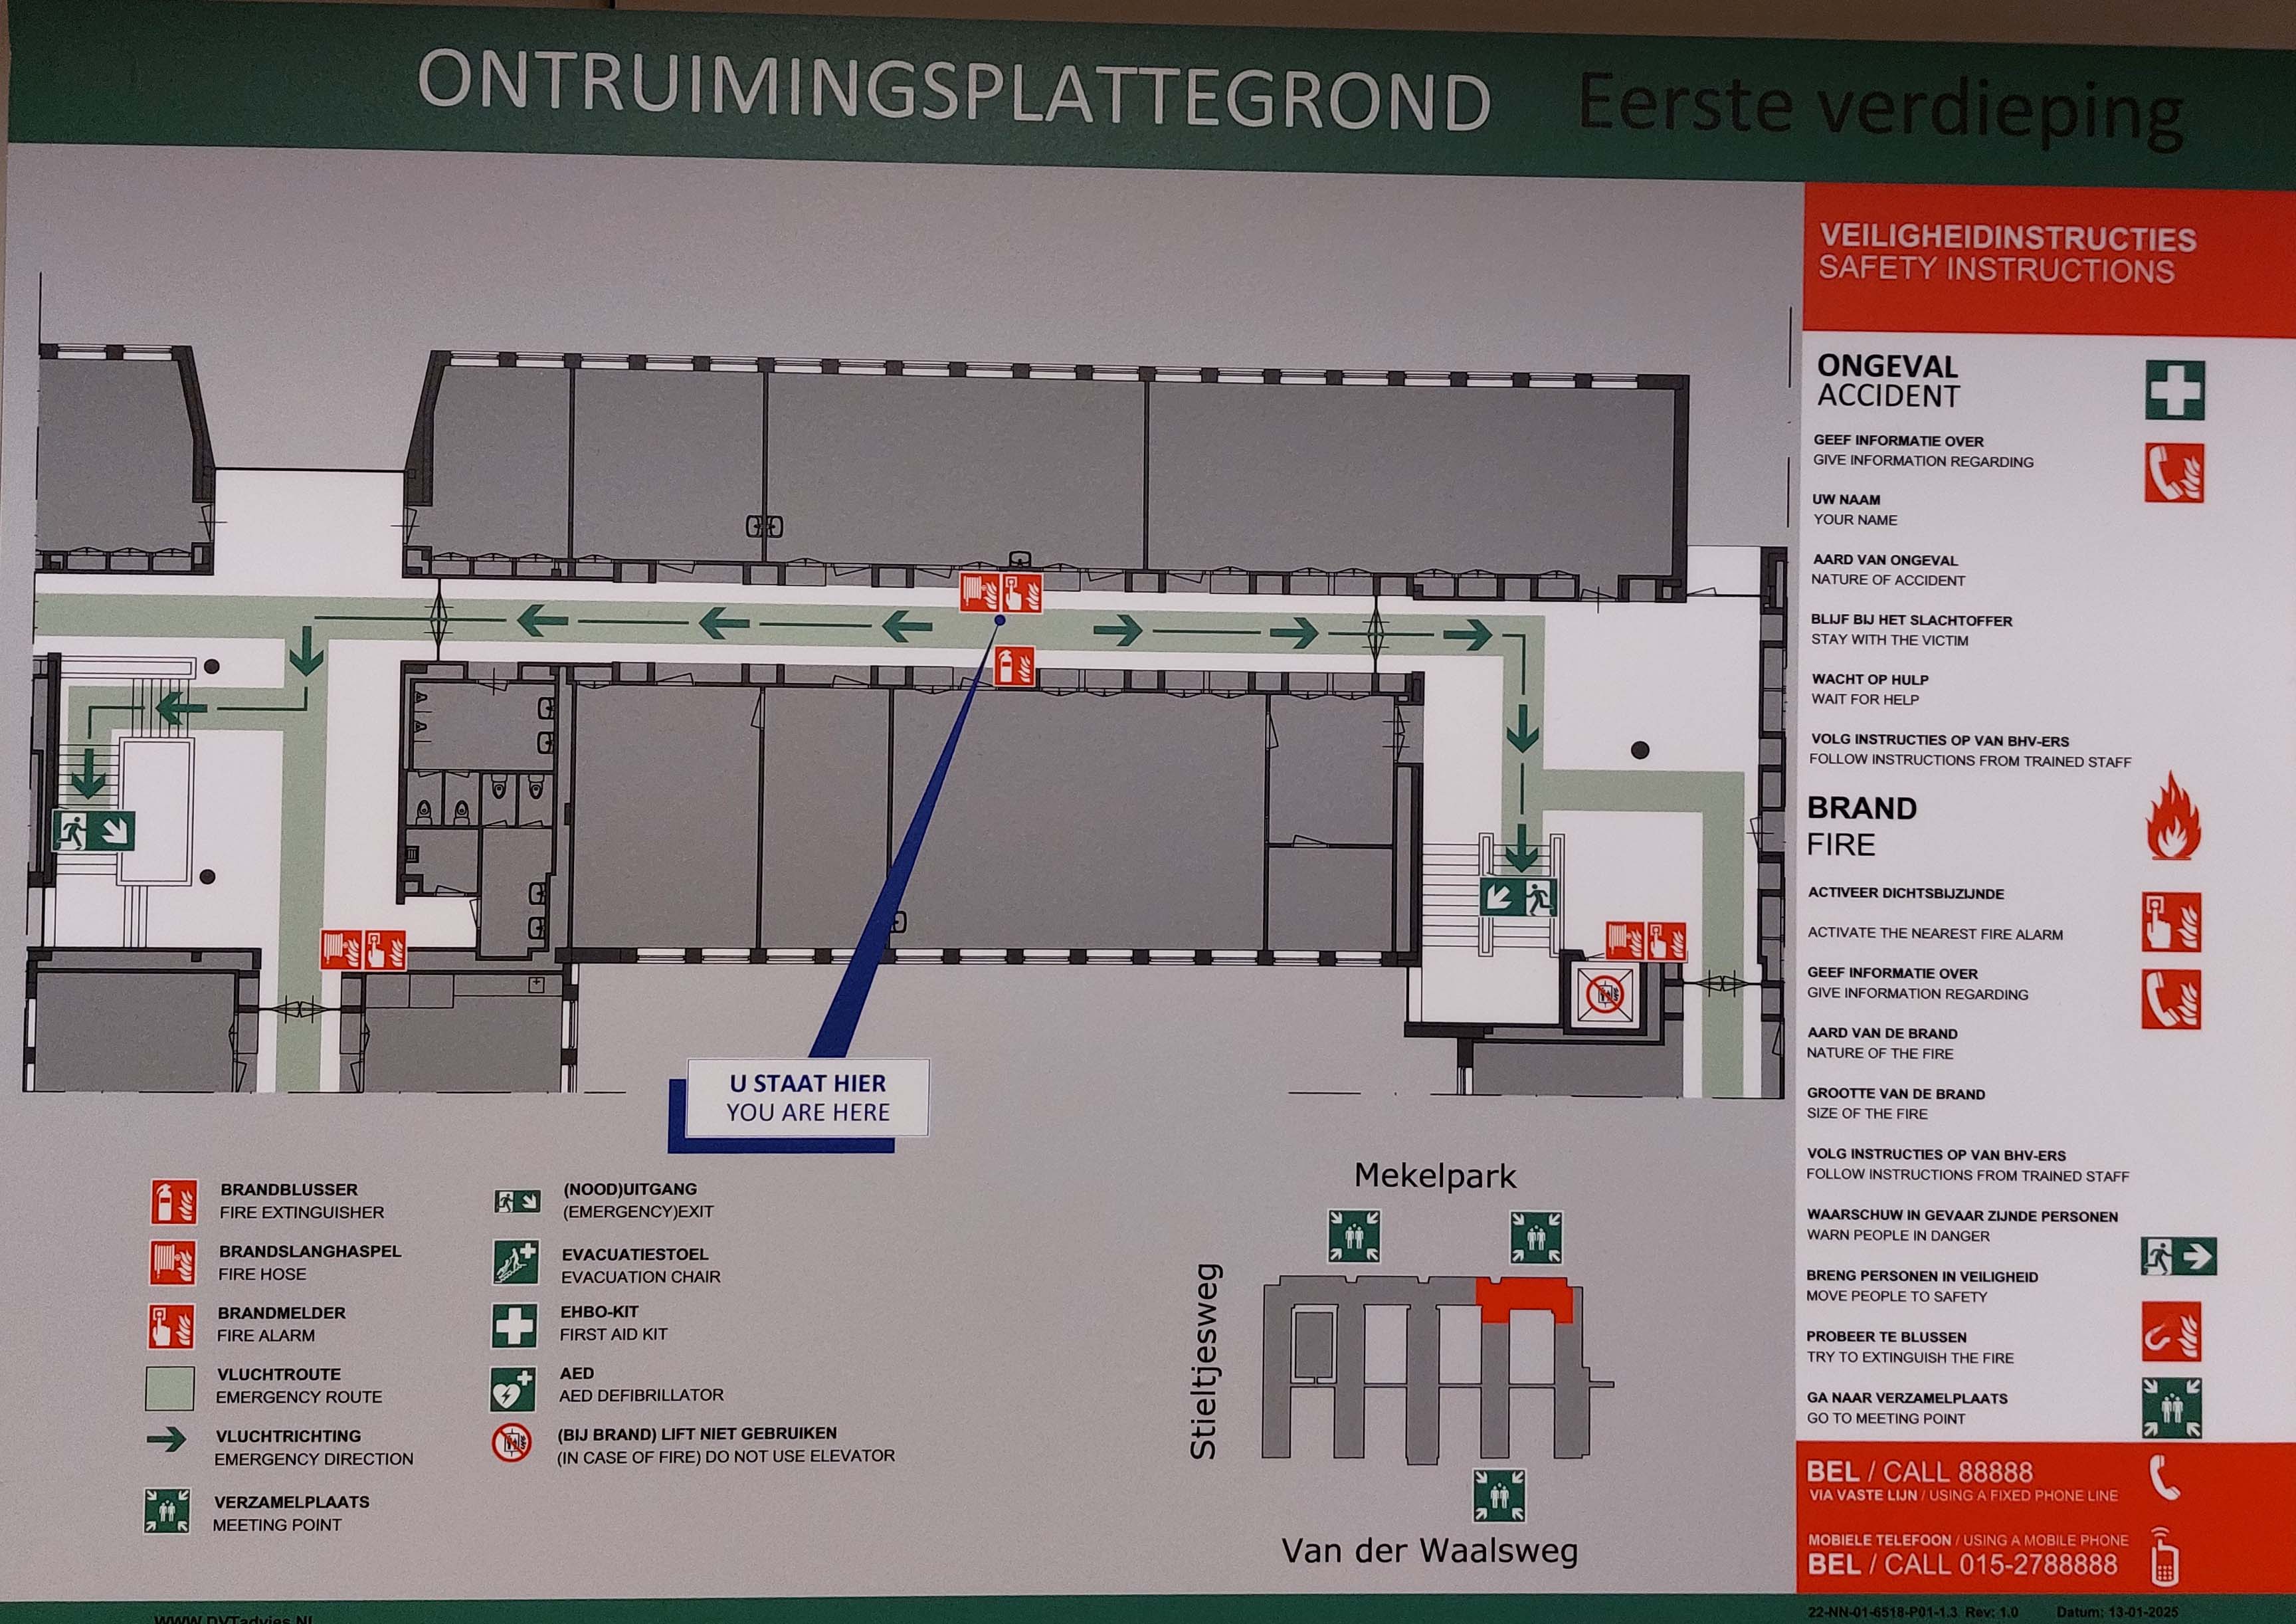 ONTRUIMINGSPLATTEGROND Eerste verdieping
VEILIGHEIDINSTRUCTIES
SAFETY INSTRUCTIONS
ONGEVAL
ACCIDENT
GEEF INFORMATIE OVER
GIVE INFORMATION REGARDING
UW NAAM
YOUR NAME
AARD VAN ONGEVAL
NATURE OF ACCIDENT
BLIJF BIJ HET SLACHTOFFER
STAY WITH THE VICTIM
WACHT OP HULP
WAIT FOR HELP
VOLG INSTRUCTIES OP VAN BHV-ERS
FOLLOW INSTRUCTIONS FROM TRAINED STAFF
BRAND
FIRE
ACTIVEER DICHTSBIJZIJNDE
ACTIVATE THE NEAREST FIRE ALARM
GEEF INFORMATIE OVER
GIVE INFORMATION REGARDING
AARD VAN DE BRAND
NATURE OF THE FIRE
GROOTTE VAN DE BRAND
SIZE OF THE FIRE
VOLG INSTRUCTIES OP VAN BHV-ERS
FOLLOW INSTRUCTIONS FROM TRAINED STAFF
WAARSCHUW IN GEVAAR ZIJNDE PERSONEN
WARN PEOPLE IN DANGER
BRENG PERSONEN IN VEILIGHEID
MOVE PEOPLE TO SAFETY
PROBEER TE BLUSSEN
TRY TO EXTINGUISH THE FIRE
GA NAAR VERZAMELPLAATS
GO TO MEETING POINT
BEL / CALL 88888
VIA VASTE LIJN / USING A FIXED PHONE LINE
MOBIELE TELEFOON / USING A MOBILE PHONE
BEL / CALL 015-2788888
U STAAT HIER
YOU ARE HERE
BRANDBLUSSER
FIRE EXTINGUISHER
BRANDSLANGHASPEL
FIRE HOSE
BRANDMELDER
FIRE ALARM
VLUCHTROUTE
EMERGENCY ROUTE
VLUCHTRICHTING
EMERGENCY DIRECTION
VERZAMELPLAATS
MEETING POINT
(NOOD)UITGANG
(EMERGENCY)EXIT
EVACUATIESTOEL
EVACUATION CHAIR
EHBO-KIT
FIRST AID KIT
AED
AED DEFIBRILLATOR
(BIJ BRAND) LIFT NIET GEBRUIKEN
(IN CASE OF FIRE) DO NOT USE ELEVATOR
Mekelpark
Stieltjesweg
Van der Waalsweg
WWW.DVTadvies.NL
22-NN-01-6518-P01-1.3 Rev: 1.0 Datum: 13-01-2025